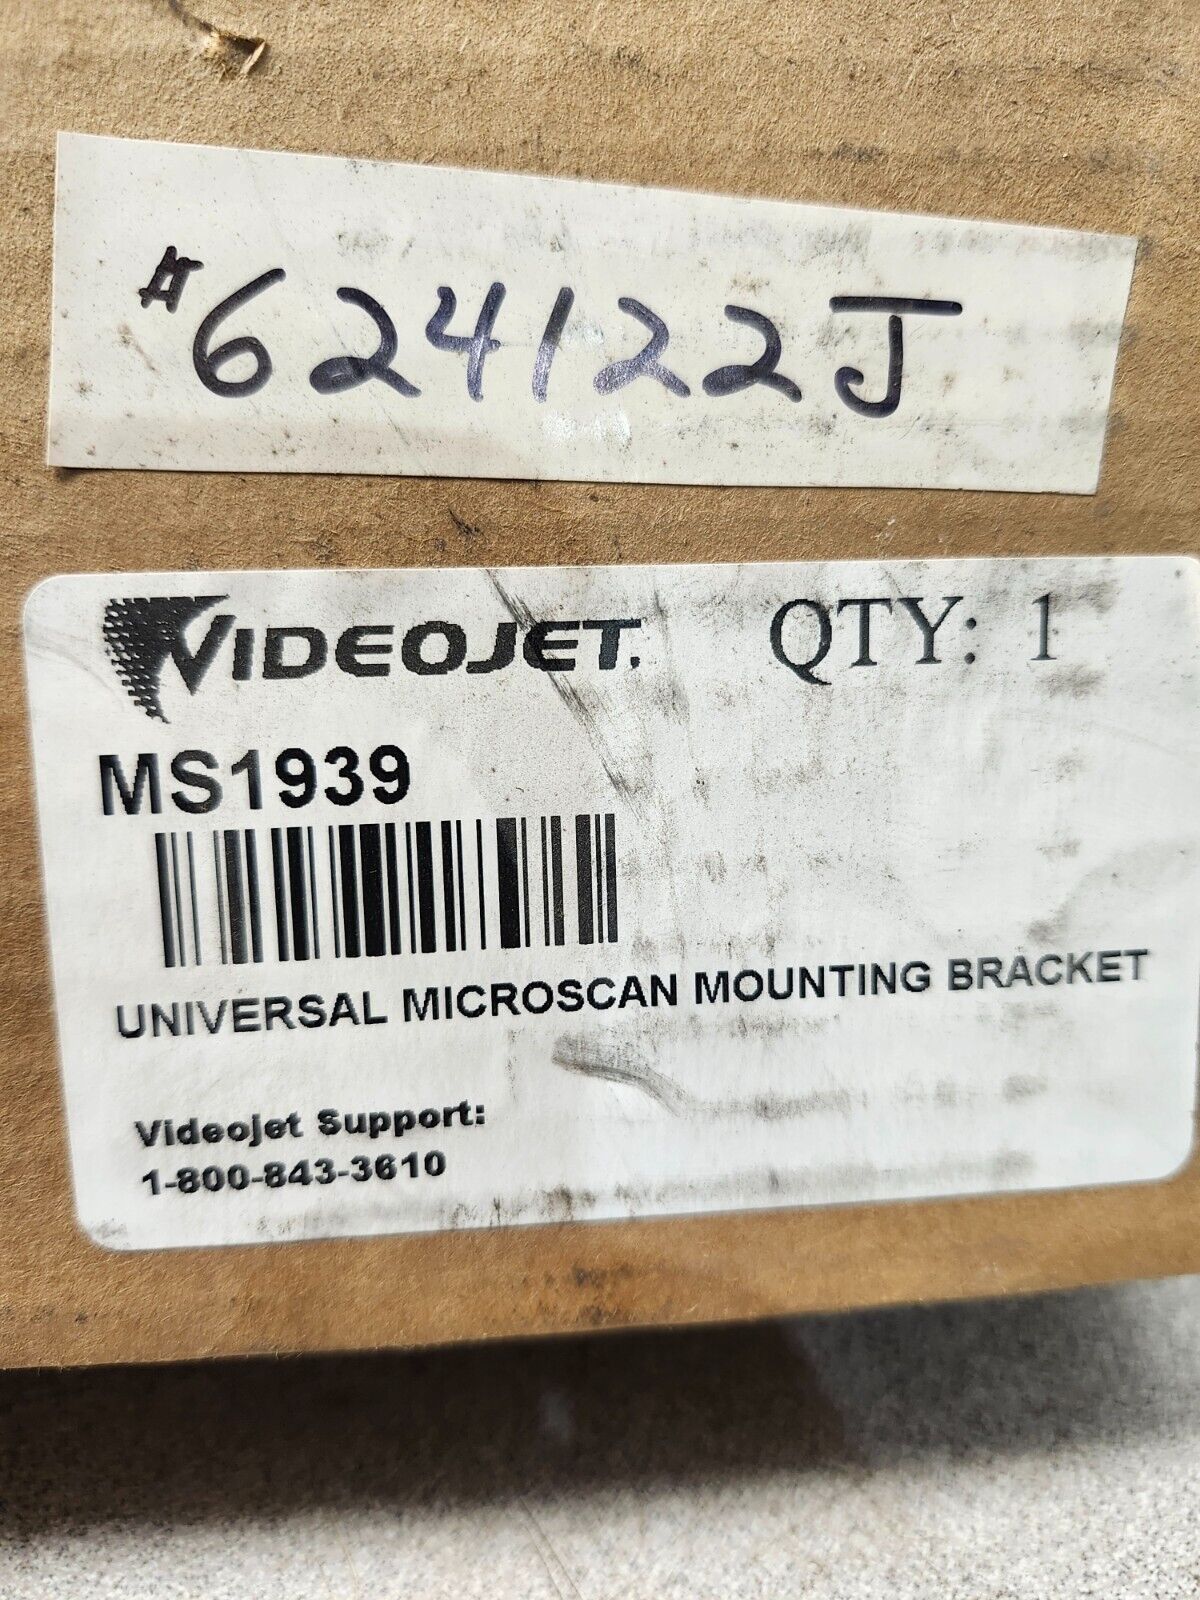 #624122J
VIDEOJET. QTY: 1
MS1939
UNIVERSAL MICROSCAN MOUNTING BRACKET
Videojet Support:
1-800-843-3610